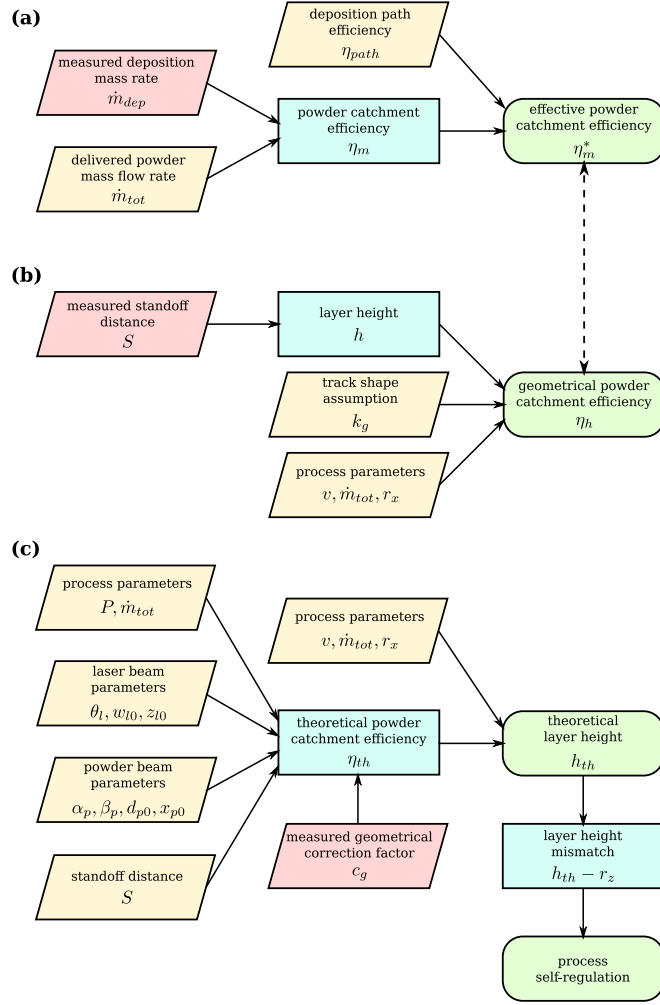 (a)
deposition path
efficiency
η_path
measured deposition
mass rate
ṁ_dep
powder catchment
efficiency
η_m
effective powder
catchment efficiency
η*_m
delivered powder
mass flow rate
ṁ_tot
(b)
measured standoff
distance
S
layer height
h
track shape
assumption
k_g
geometrical powder
catchment efficiency
η_h
process parameters
v, ṁ_tot, r_x
(c)
process parameters
P, ṁ_tot
process parameters
v, ṁ_tot, r_x
laser beam
parameters
θ_l, w_l0, z_l0
theoretical powder
catchment efficiency
η_th
theoretical
layer height
h_th
powder beam
parameters
α_p, β_p, d_p0, x_p0
measured geometrical
correction factor
c_g
layer height
mismatch
h_th − r_z
standoff distance
S
process
self-regulation